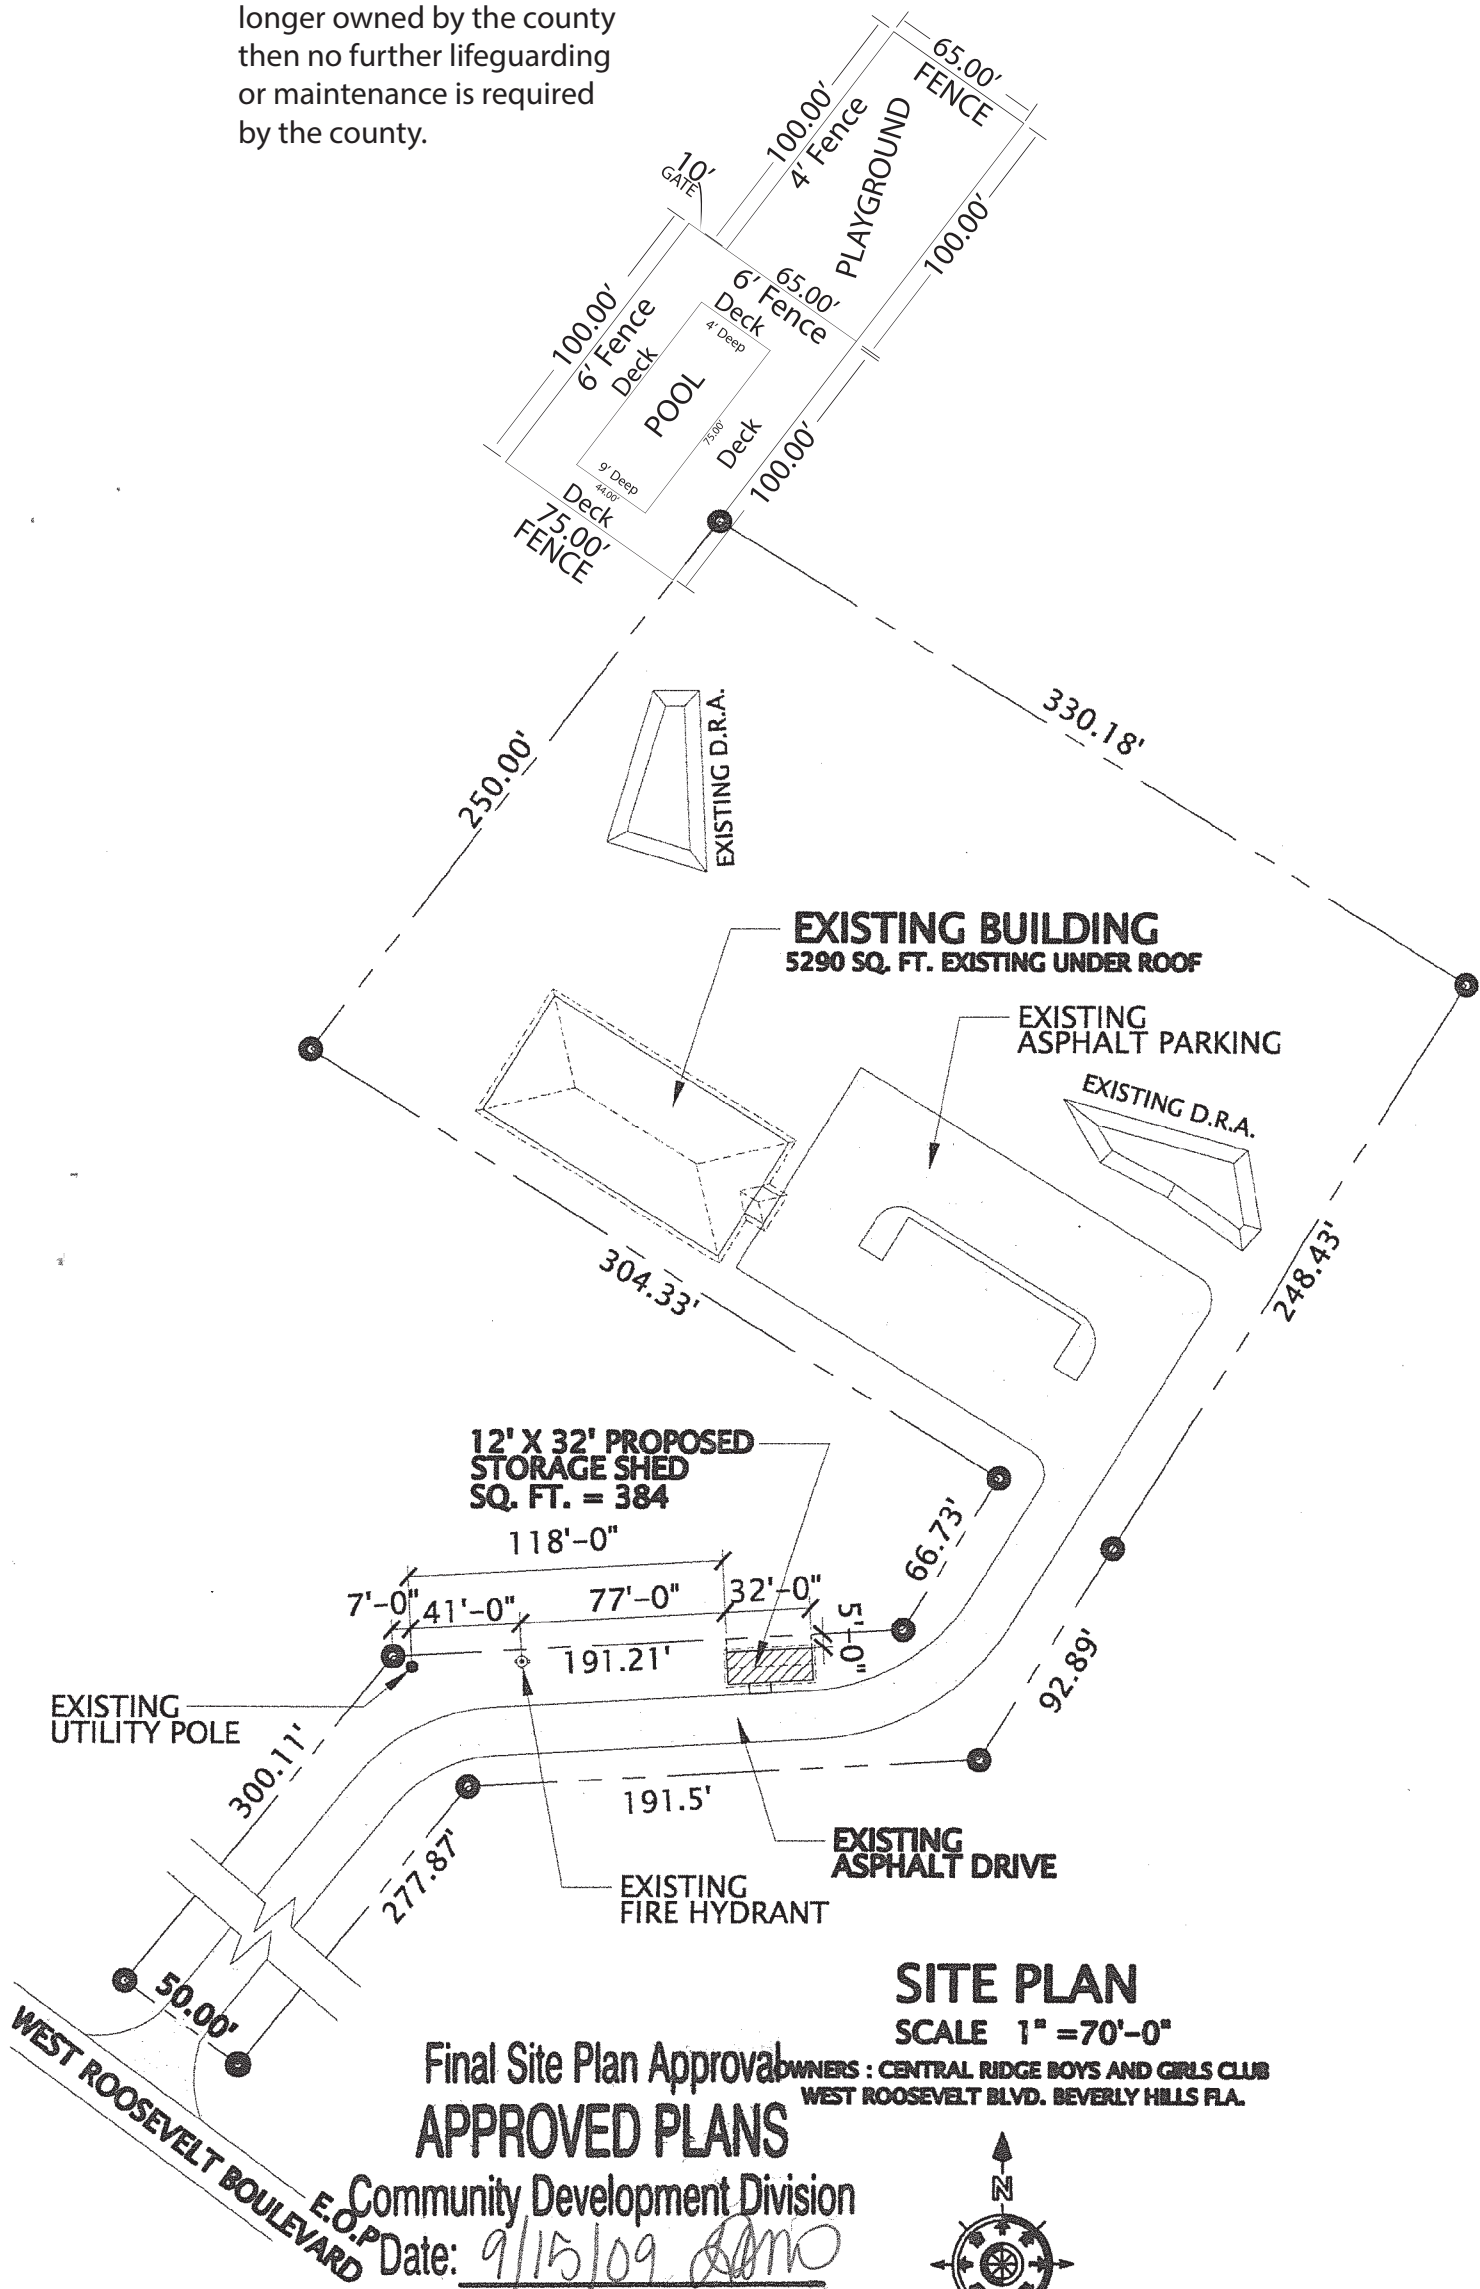 longer owned by the county
then no further lifeguarding
or maintenance is required
by the county.
65.00'
FENCE
100.00'
4' Fence
PLAYGROUND
100.00'
10'
GATE
65.00'
6' Fence
100.00'
6' Fence
Deck
Deck
4' Deep
POOL
75.00'
Deck
100.00'
9' Deep
44.00'
Deck
75.00'
FENCE
330.18'
250.00'
EXISTING D.R.A.
EXISTING BUILDING
5290 SQ. FT. EXISTING UNDER ROOF
EXISTING
ASPHALT PARKING
EXISTING D.R.A.
248.43'
304.33'
12' X 32' PROPOSED
STORAGE SHED
SQ. FT. = 384
118'-0"
66.73'
7'-0"
41'-0"
77'-0"
32'-0"
5'-0"
191.21'
92.89'
EXISTING
UTILITY POLE
300.11'
191.5'
277.87'
EXISTING
ASPHALT DRIVE
EXISTING
FIRE HYDRANT
50.00'
WEST ROOSEVELT BOULEVARD
E.O.P
SITE PLAN
SCALE 1" =70'-0"
OWNERS : CENTRAL RIDGE BOYS AND GIRLS CLUB
WEST ROOSEVELT BLVD. BEVERLY HILLS FLA.
Final Site Plan Approval
APPROVED PLANS
Community Development Division
Date: 9/15/09
N